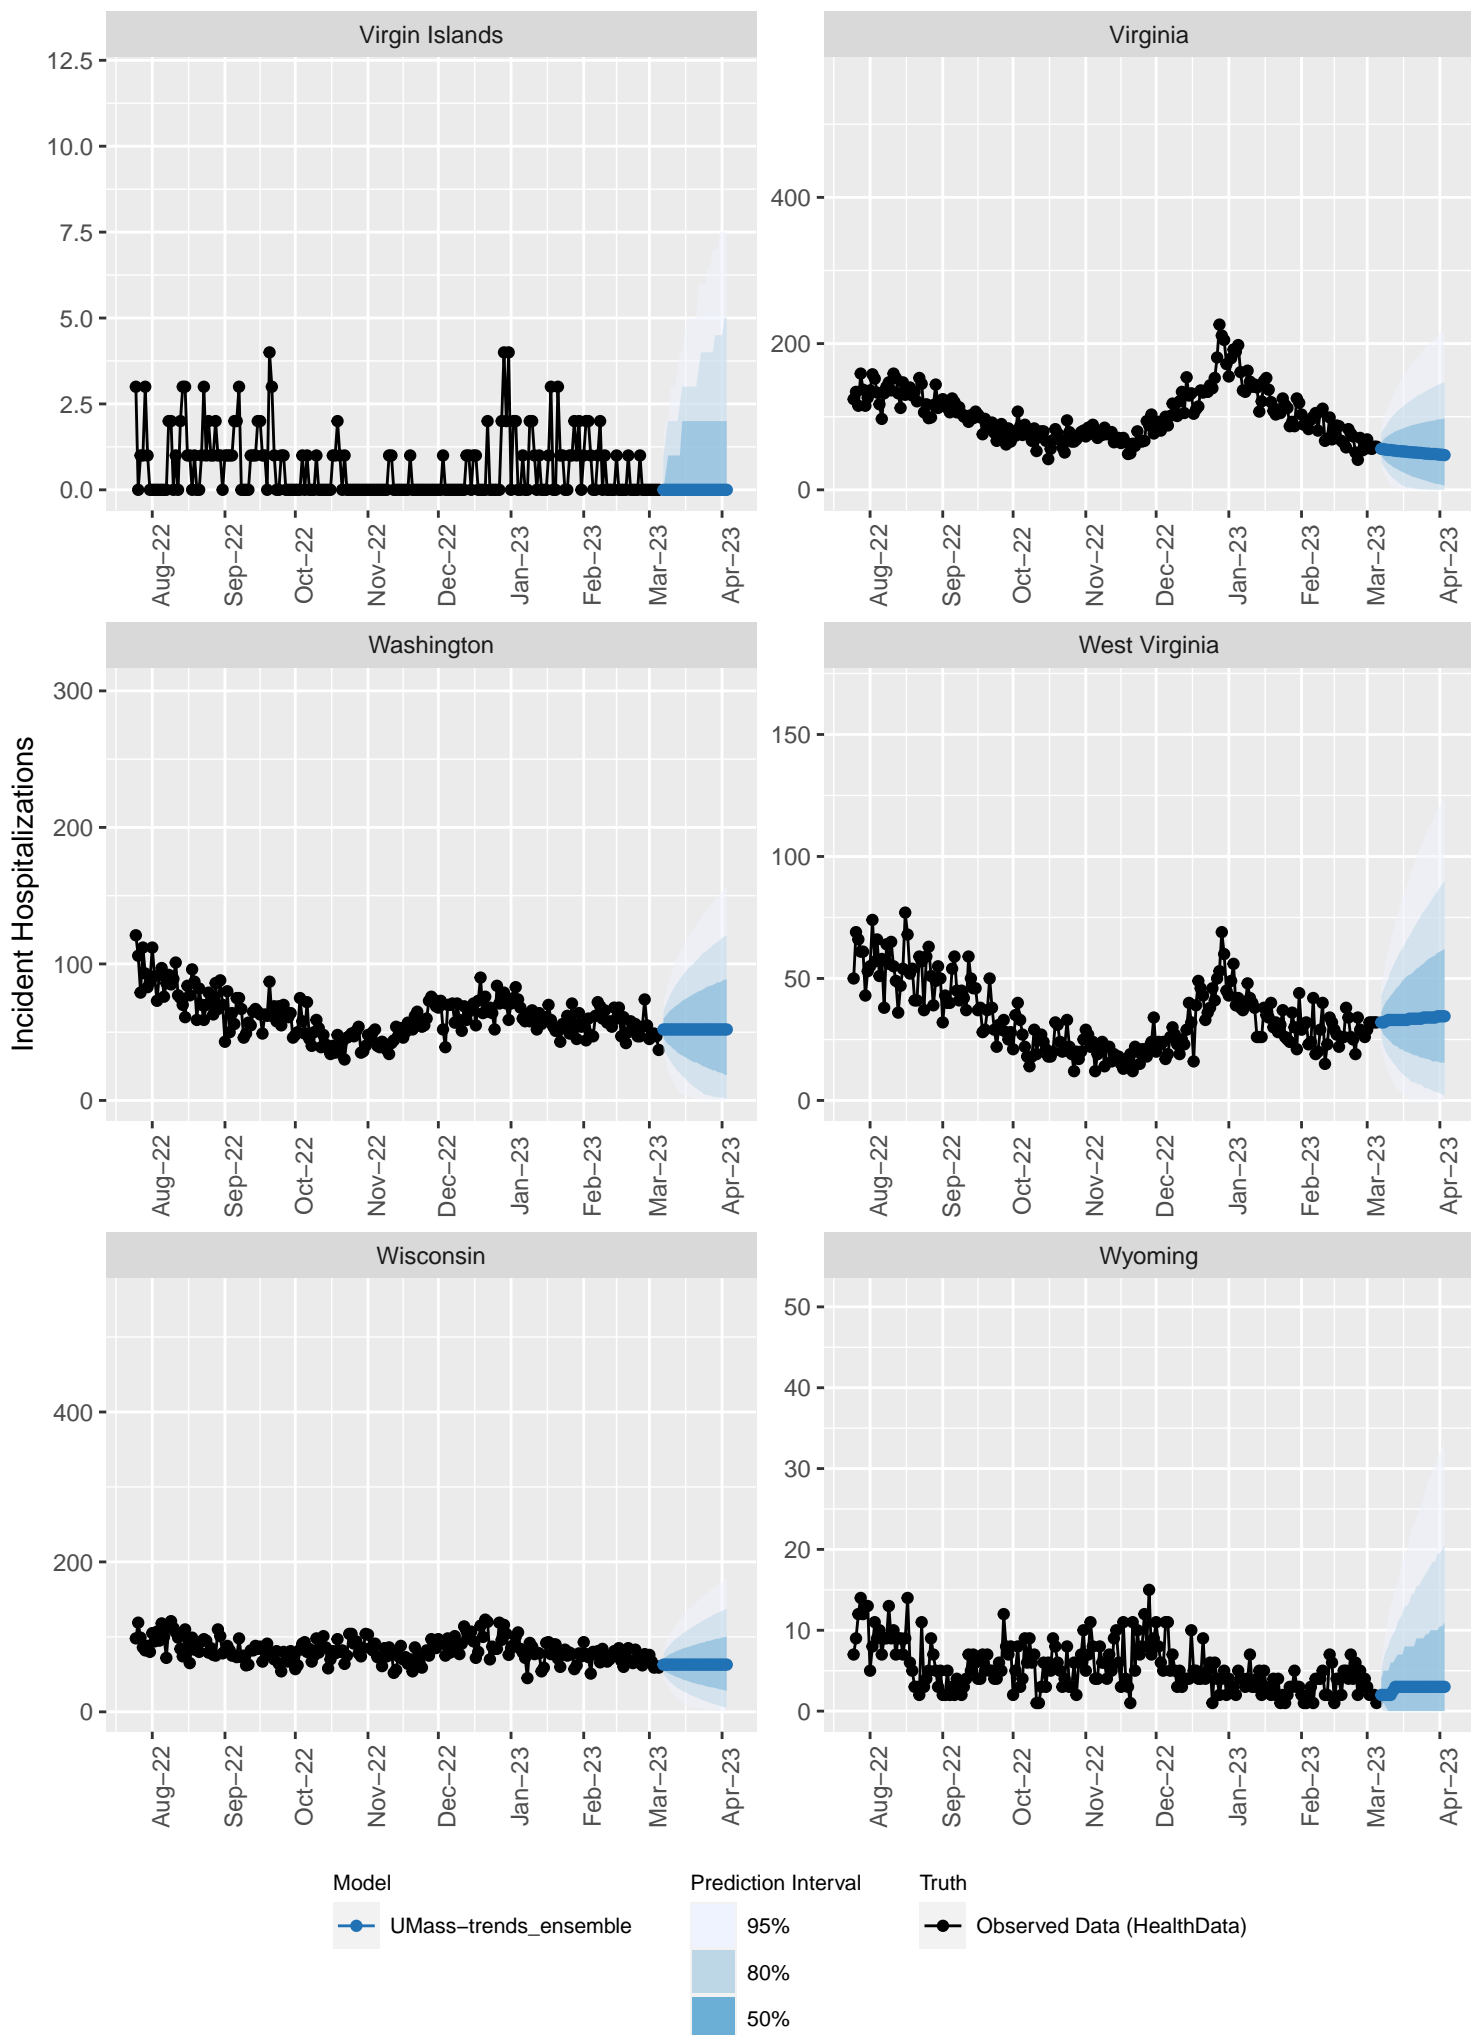 Virgin Islands
Virginia
12.5
10.0
7.5
5.0
2.5
0.0
400
200
0
Aug−22
Sep−22
Oct−22
Nov−22
Dec−22
Jan−23
Feb−23
Mar−23
Apr−23
Aug−22
Sep−22
Oct−22
Nov−22
Dec−22
Jan−23
Feb−23
Mar−23
Apr−23
Washington
West Virginia
Incident Hospitalizations
300
200
100
0
150
100
50
0
Aug−22
Sep−22
Oct−22
Nov−22
Dec−22
Jan−23
Feb−23
Mar−23
Apr−23
Aug−22
Sep−22
Oct−22
Nov−22
Dec−22
Jan−23
Feb−23
Mar−23
Apr−23
Wisconsin
Wyoming
400
200
0
50
40
30
20
10
0
Aug−22
Sep−22
Oct−22
Nov−22
Dec−22
Jan−23
Feb−23
Mar−23
Apr−23
Aug−22
Sep−22
Oct−22
Nov−22
Dec−22
Jan−23
Feb−23
Mar−23
Apr−23
Model
UMass−trends_ensemble
Prediction Interval
95%
80%
50%
Truth
Observed Data (HealthData)